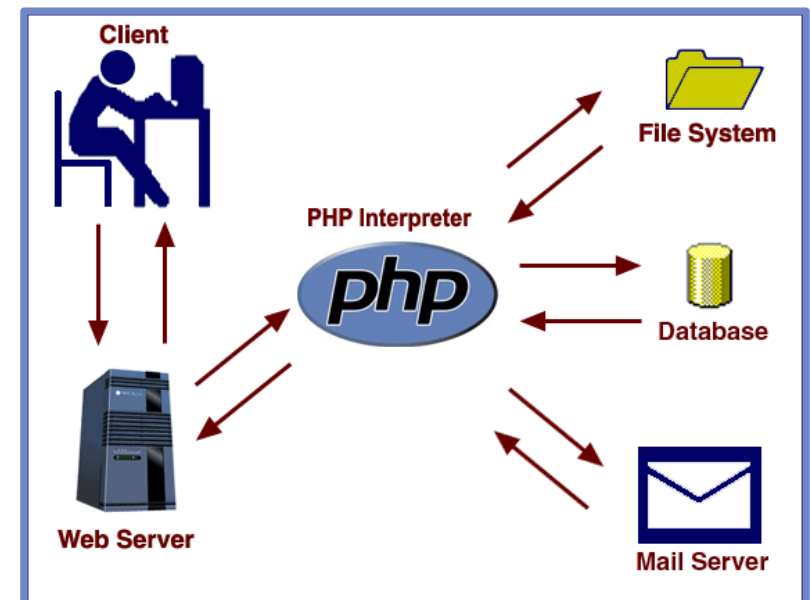 Client
File System
PHP Interpreter
php
Database
Web Server
Mail Server